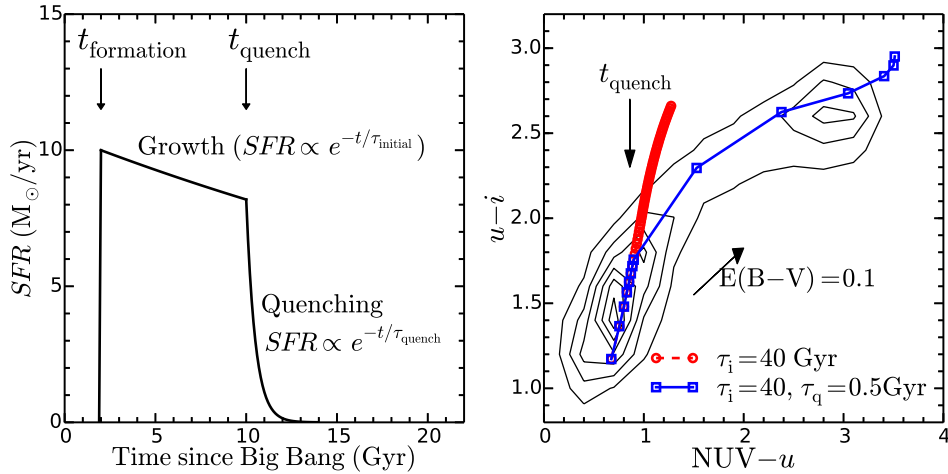 15
10
5
0
SFR (M⊙/yr)
t_formation
t_quench
Growth (SFR ∝ e^{−t/τ_initial})
Quenching
SFR ∝ e^{−t/τ_quench}
0 5 10 15 20
Time since Big Bang (Gyr)
3.0
2.5
2.0
1.5
1.0
u−i
t_quench
E(B−V)=0.1
τ_i=40 Gyr
τ_i=40, τ_q=0.5Gyr
0 1 2 3 4
NUV−u